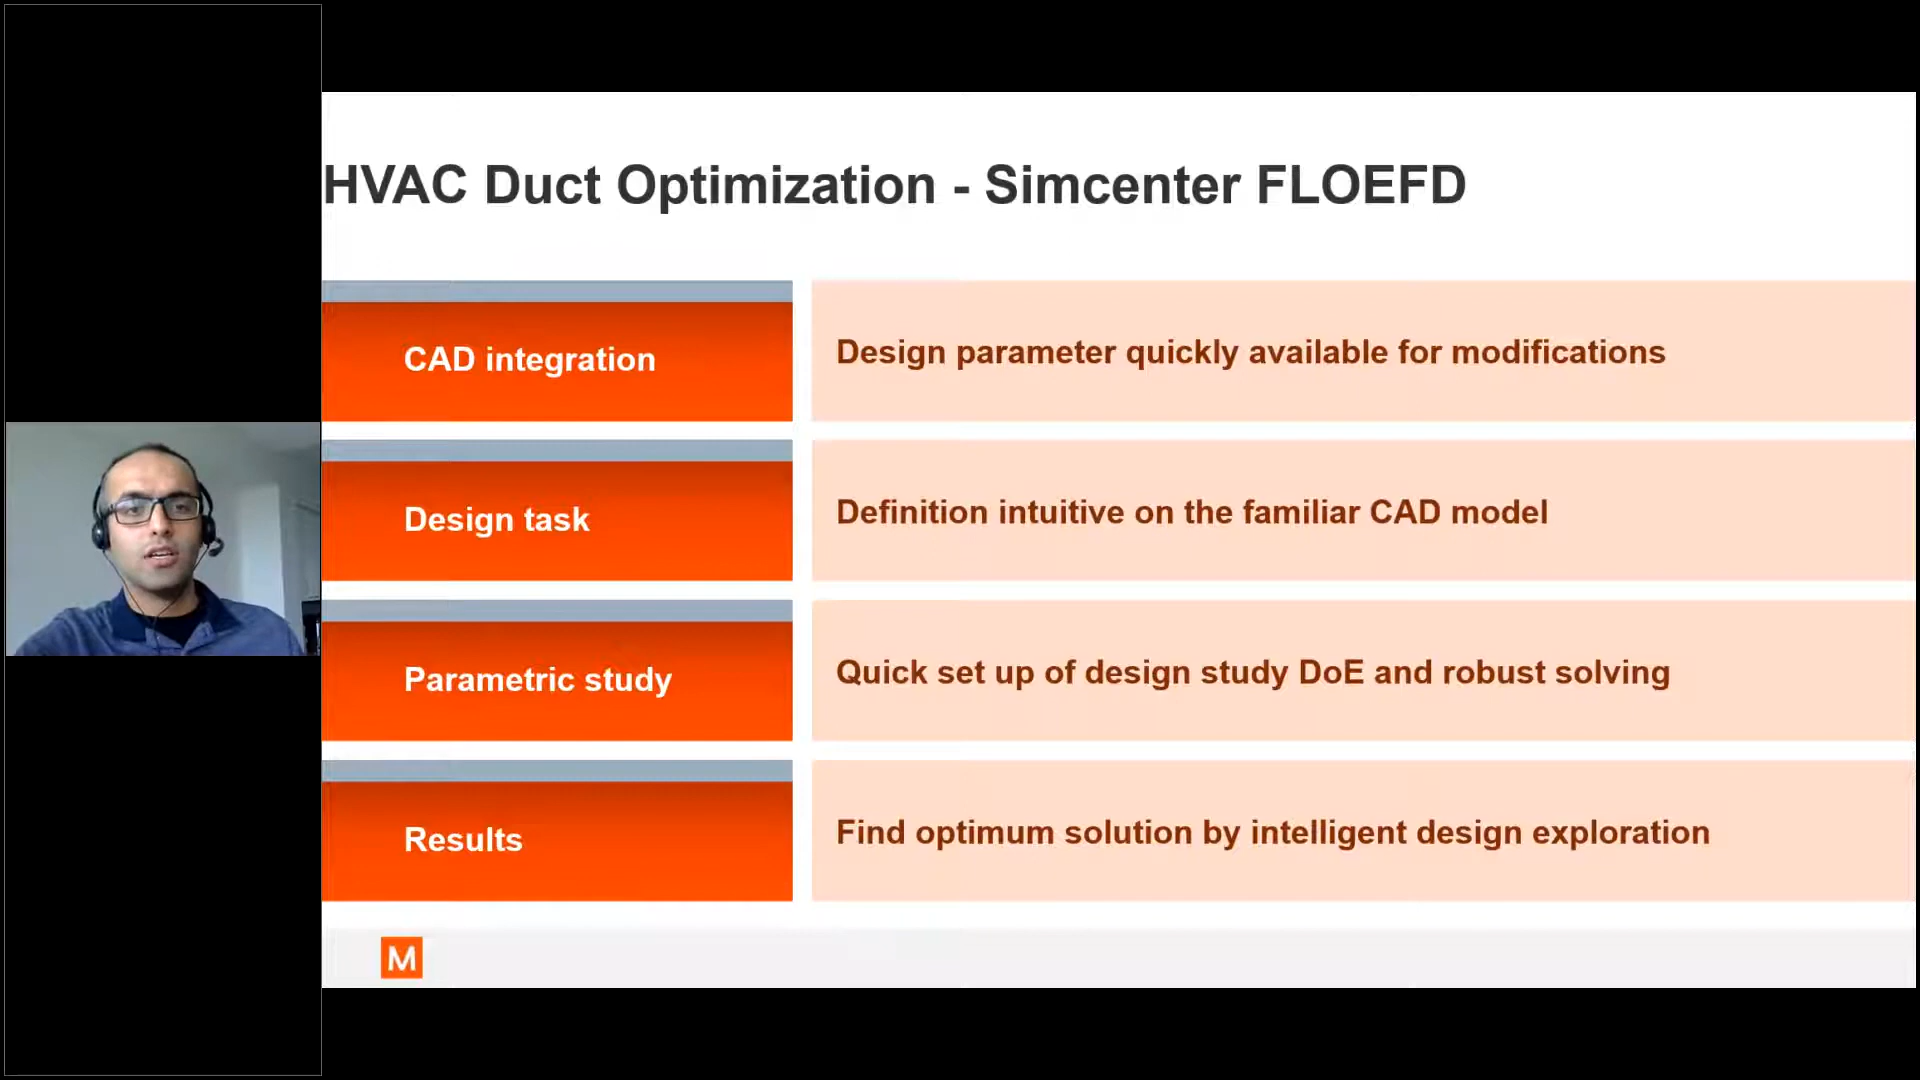 HVAC Duct Optimization - Simcenter FLOEFD
CAD integration
Design parameter quickly available for modifications
Design task
Definition intuitive on the familiar CAD model
Parametric study
Quick set up of design study DoE and robust solving
Results
Find optimum solution by intelligent design exploration
M